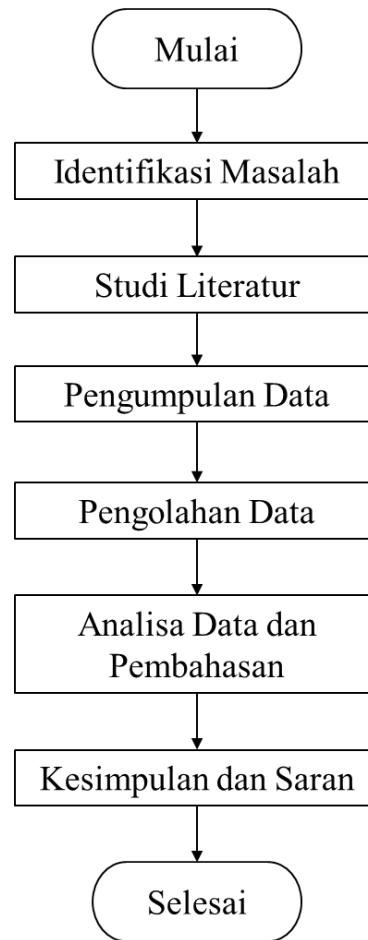 Mulai
Identifikasi Masalah
Studi Literatur
Pengumpulan Data
Pengolahan Data
Analisa Data dan
Pembahasan
Kesimpulan dan Saran
Selesai